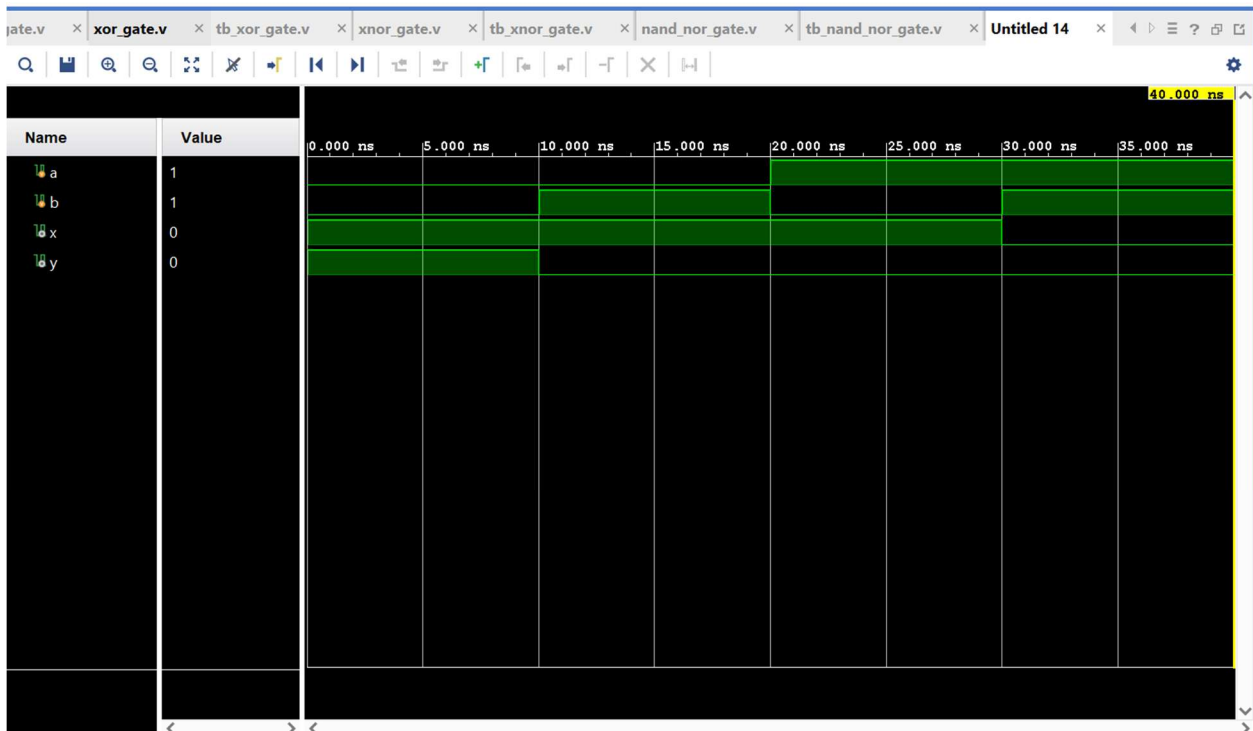 gate.v xor_gate.v tb_xor_gate.v xnor_gate.v tb_xnor_gate.v nand_nor_gate.v tb_nand_nor_gate.v Untitled 14
40.000 ns
Name Value
0.000 ns 5.000 ns 10.000 ns 15.000 ns 20.000 ns 25.000 ns 30.000 ns 35.000 ns
a 1
b 1
x 0
y 0